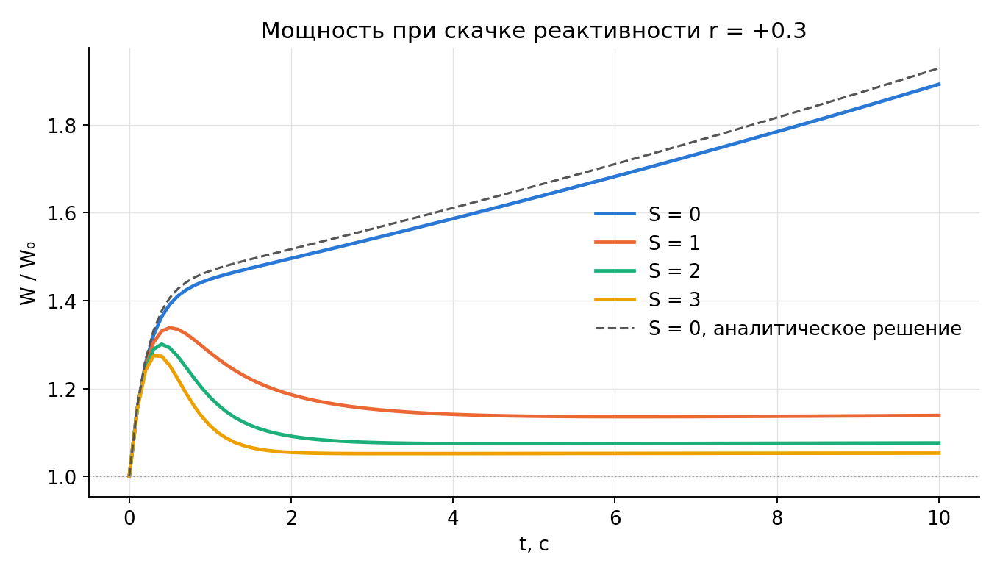 Мощность при скачке реактивности r = +0.3
W / W₀
1.8
1.6
1.4
1.2
1.0
S = 0
S = 1
S = 2
S = 3
S = 0, аналитическое решение
0 2 4 6 8 10
t, с